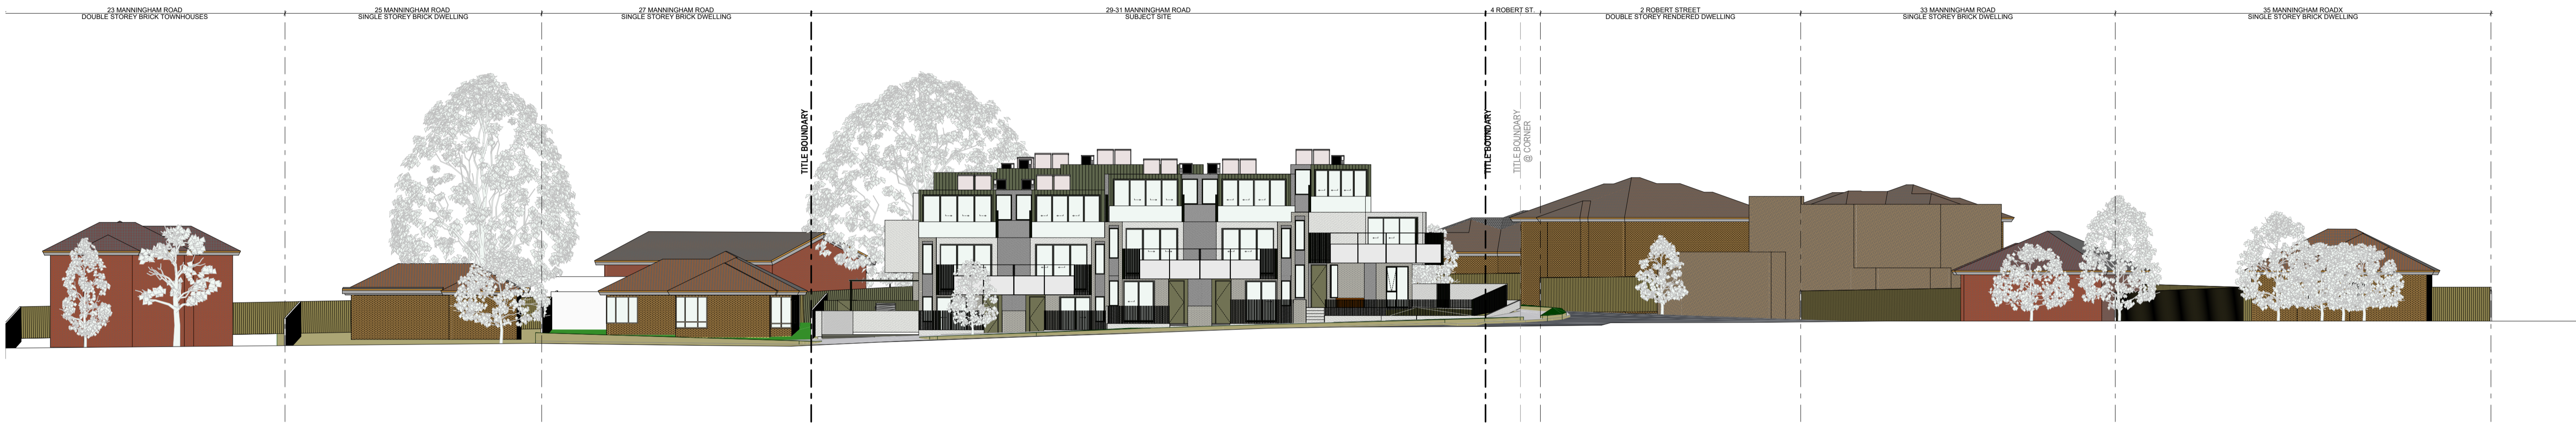 23 MANNINGHAM ROAD
DOUBLE STOREY BRICK TOWNHOUSES
25 MANNINGHAM ROAD
SINGLE STOREY BRICK DWELLING
27 MANNINGHAM ROAD
SINGLE STOREY BRICK DWELLING
29-31 MANNINGHAM ROAD
SUBJECT SITE
4 ROBERT ST.
2 ROBERT STREET
DOUBLE STOREY RENDERED DWELLING
33 MANNINGHAM ROAD
SINGLE STOREY BRICK DWELLING
35 MANNINGHAM ROADX
SINGLE STOREY BRICK DWELLING
TITLE BOUNDARY
TITLE BOUNDARY
TITLE BOUNDARY
@ CORNER